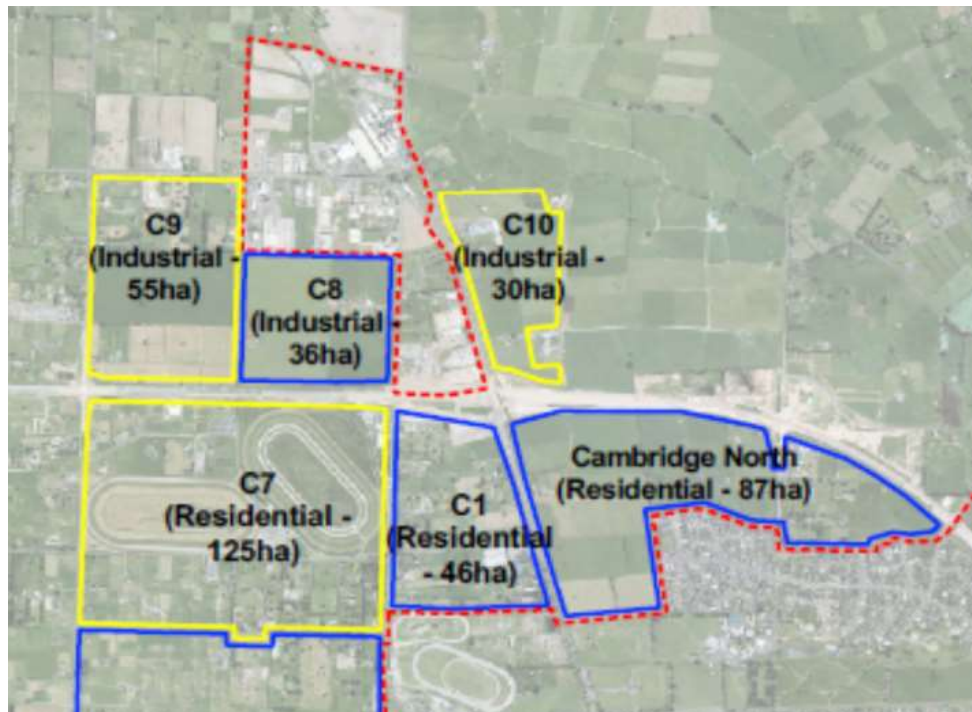 C9
(Industrial -
55ha)
C8
(Industrial -
36ha)
C10
(Industrial -
30ha)
C7
(Residential -
125ha)
C1
(Residential
- 46ha)
Cambridge North
(Residential - 87ha)